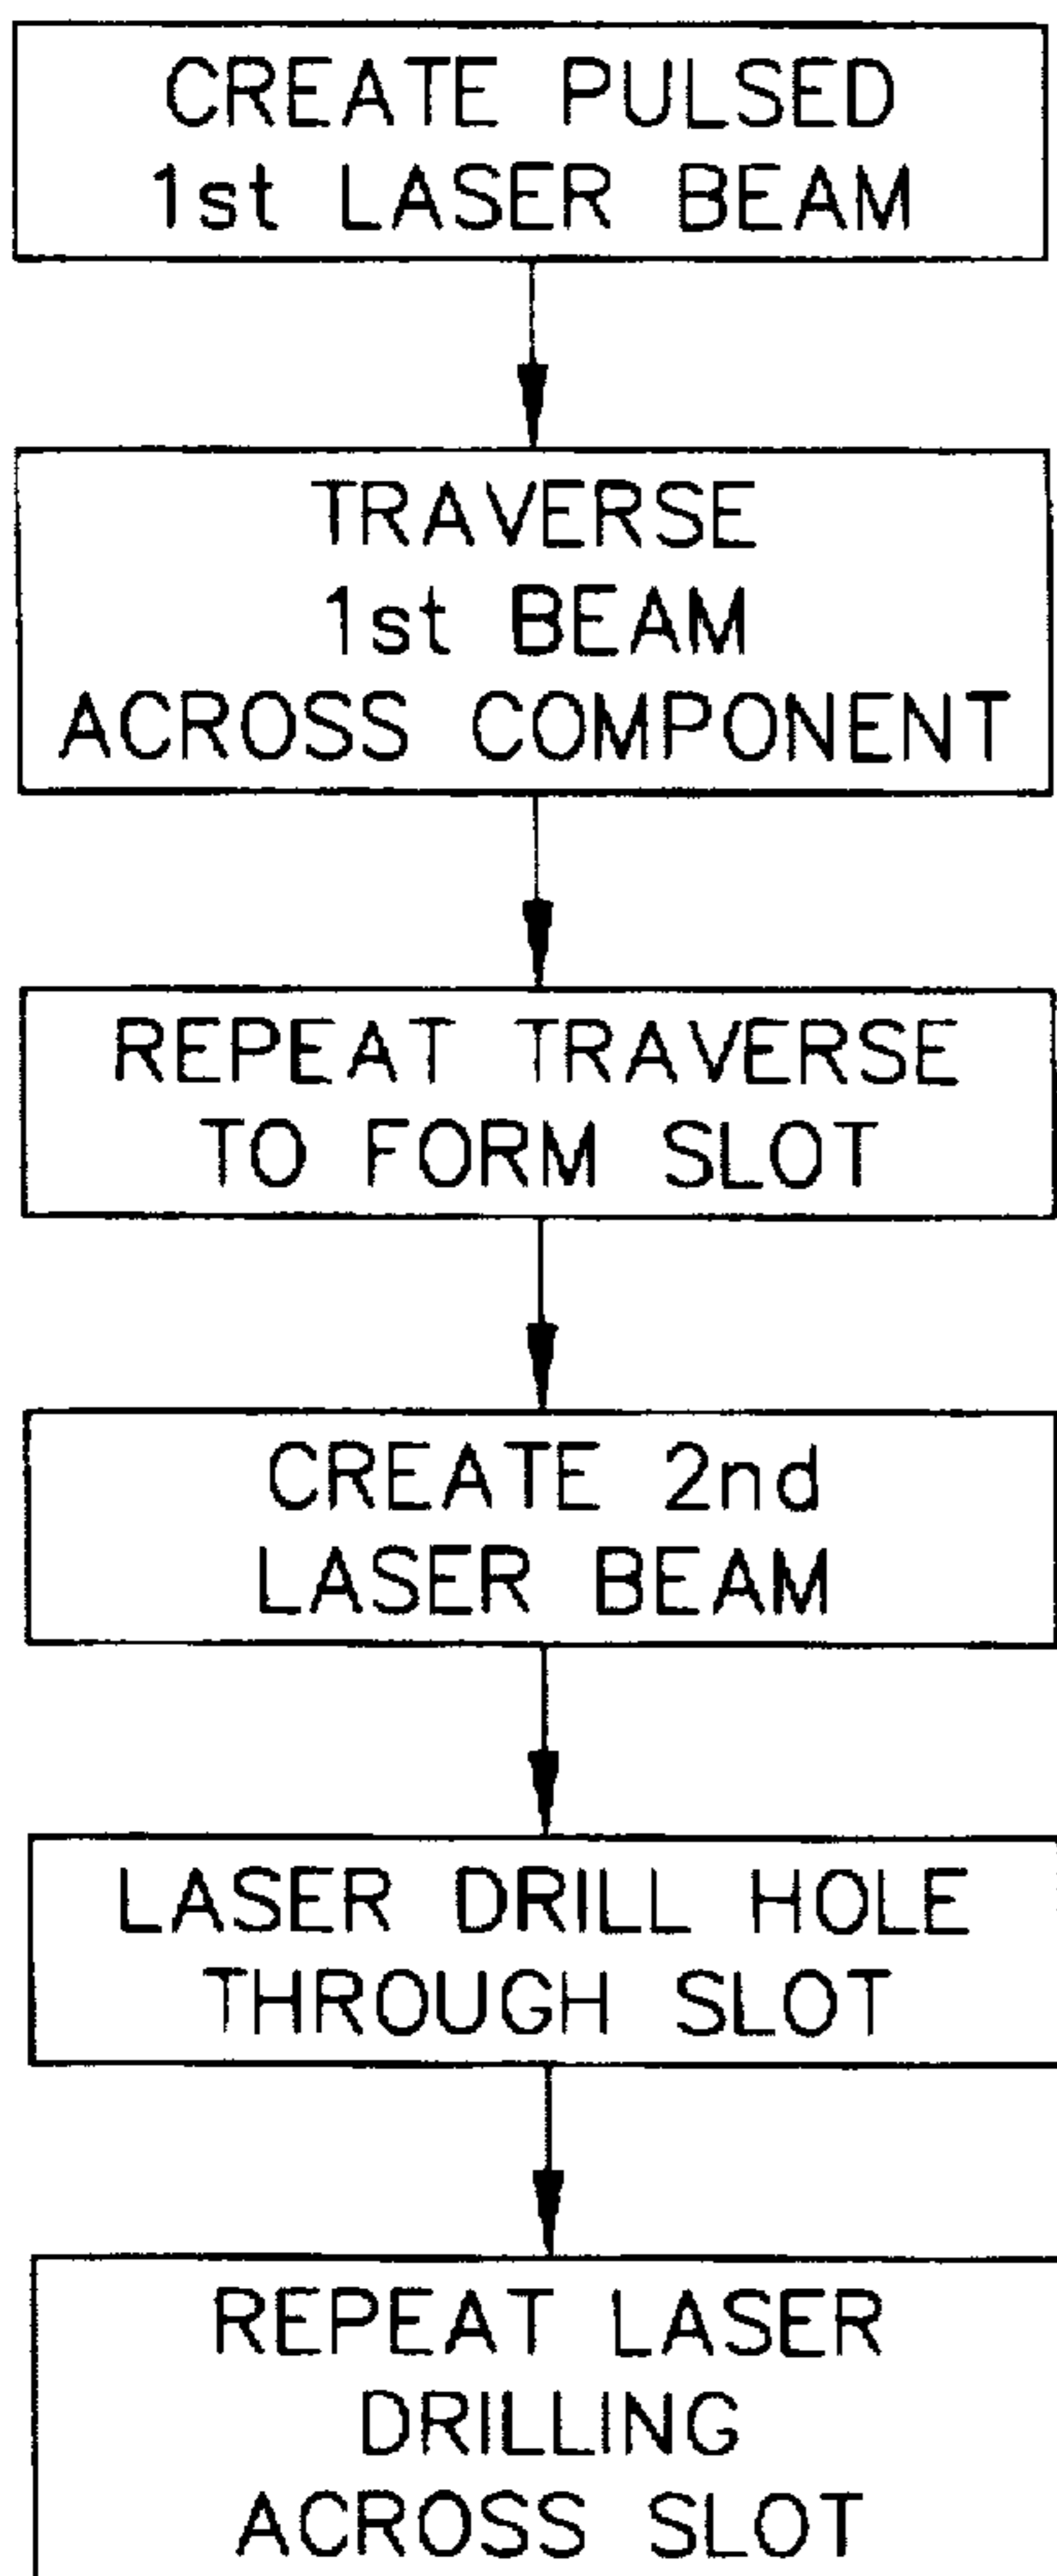 CREATE PULSED
1st LASER BEAM
TRAVERSE
1st BEAM
ACROSS COMPONENT
REPEAT TRAVERSE
TO FORM SLOT
CREATE 2nd
LASER BEAM
LASER DRILL HOLE
THROUGH SLOT
REPEAT LASER
DRILLING
ACROSS SLOT